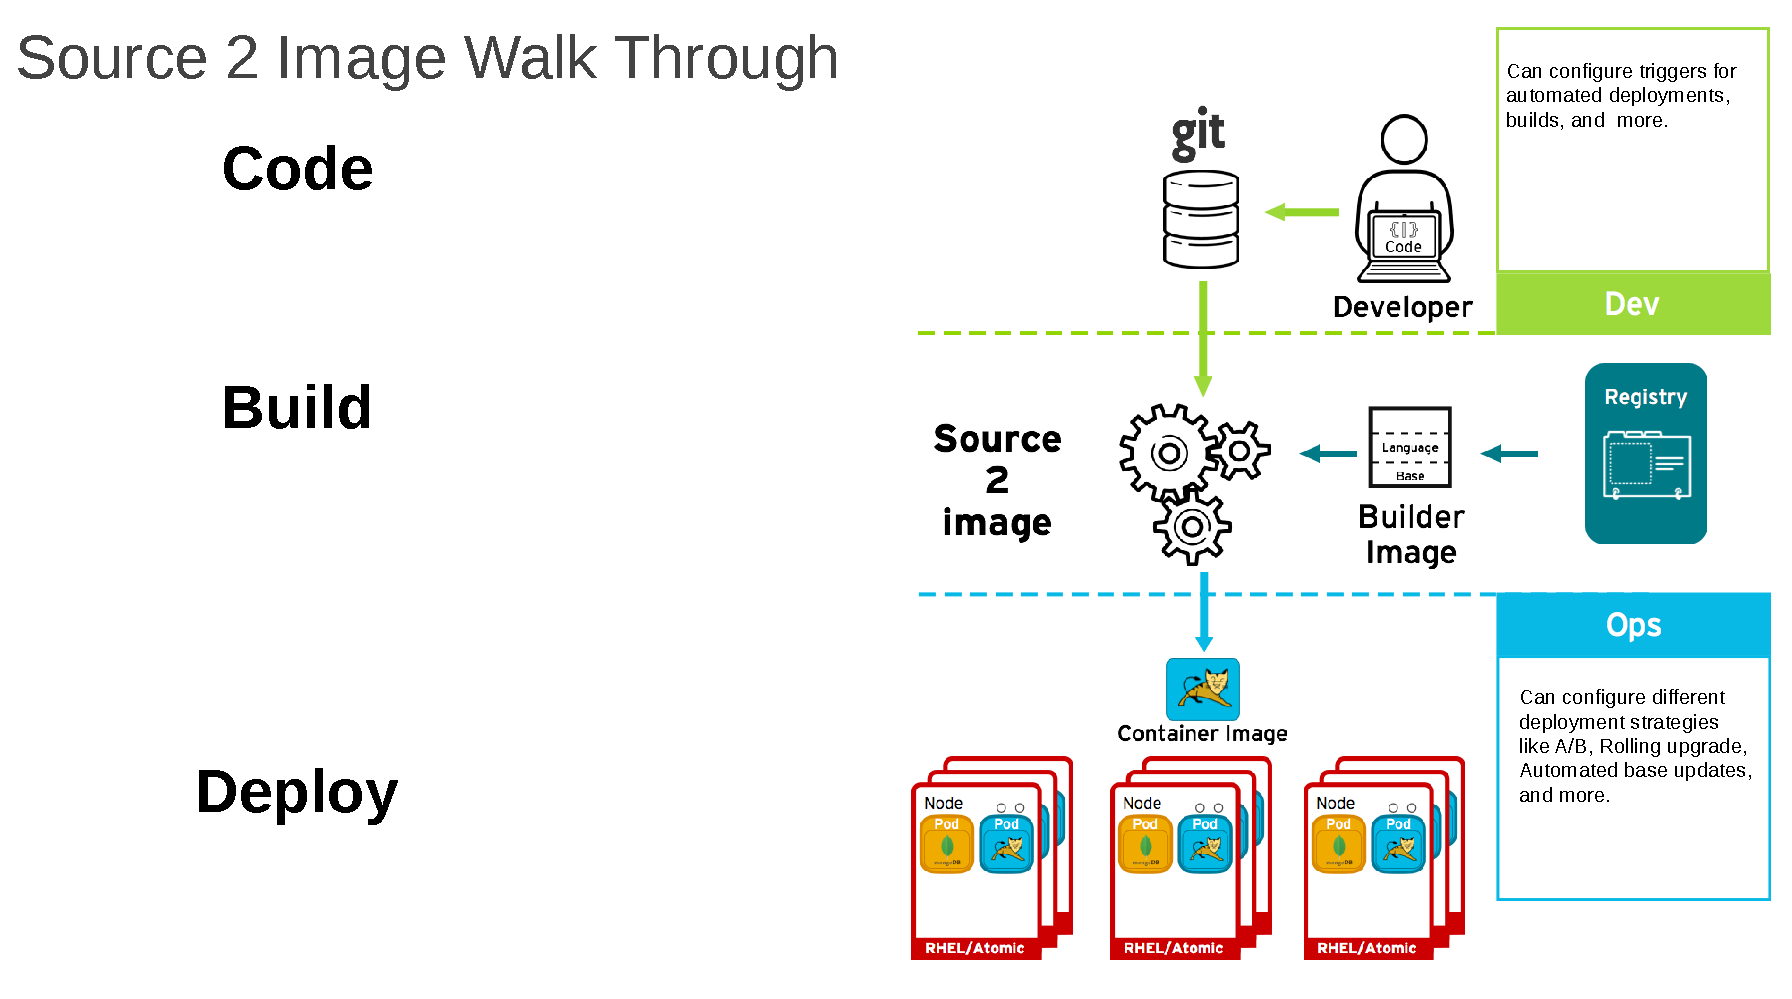 Source 2 Image Walk Through
Code
git
{|}
Code
Developer
Can configure triggers for
automated deployments,
builds, and  more.
Dev
Build
Source
2
image
Language
Base
Builder
Image
Registry
Ops
Can configure different
deployment strategies
like A/B, Rolling upgrade,
Automated base updates,
and more.
Deploy
Container Image
Node
Pod
Pod
mongoDB
RHEL/Atomic
Node
Pod
Pod
mongoDB
RHEL/Atomic
Node
Pod
Pod
mongoDB
RHEL/Atomic